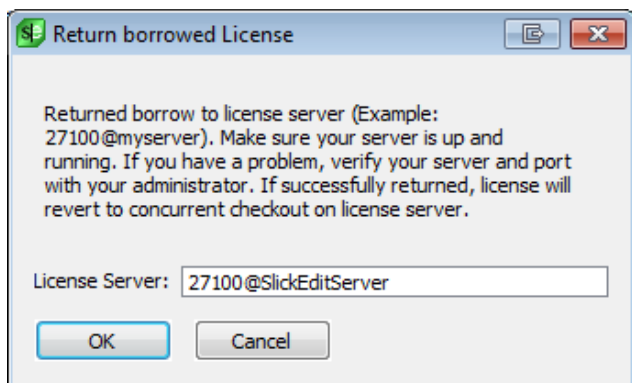 Return borrowed License
Returned borrow to license server (Example:
27100@myserver). Make sure your server is up and
running. If you have a problem, verify your server and port
with your administrator. If successfully returned, license will
revert to concurrent checkout on license server.
License Server: 27100@SlickEditServer
OK Cancel